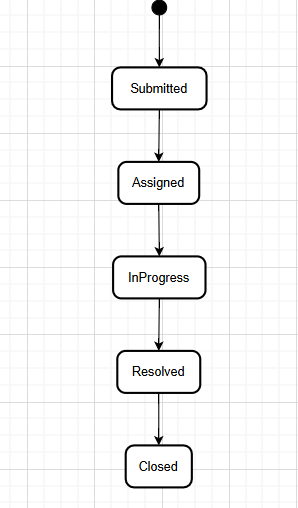 Submitted
Assigned
InProgress
Resolved
Closed